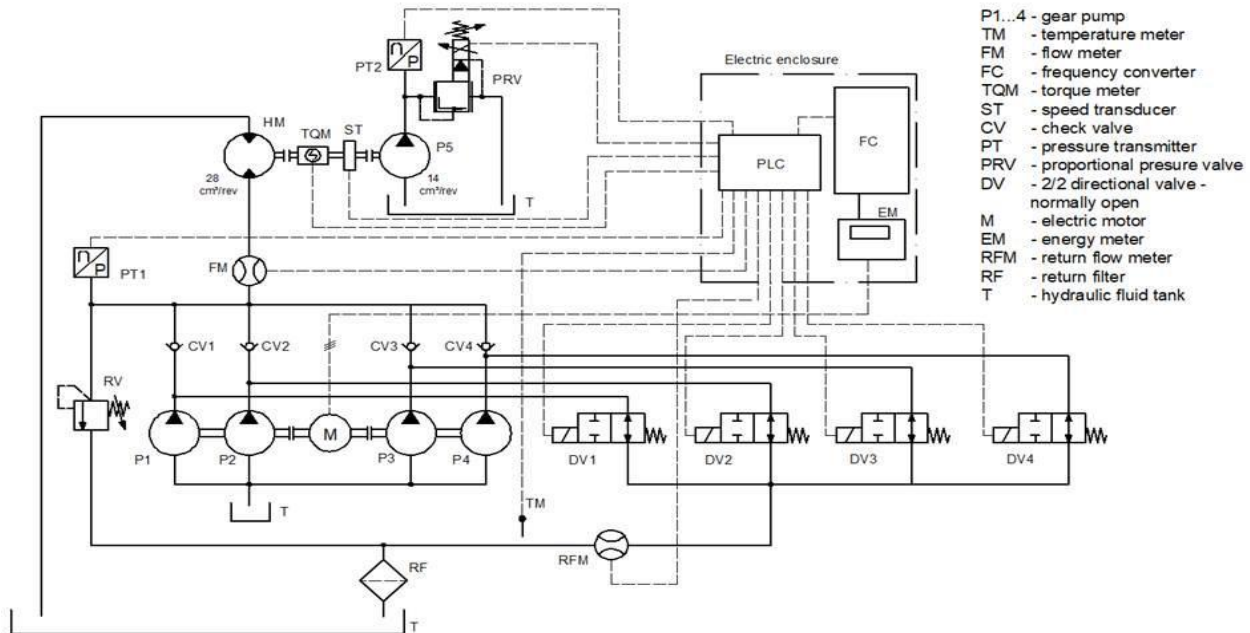 P1...4 - gear pump
TM - temperature meter
FM - flow meter
FC - frequency converter
TQM - torque meter
ST - speed transducer
CV - check valve
PT - pressure transmitter
PRV - proportional presure valve
DV - 2/2 directional valve -
normally open
M - electric motor
EM - energy meter
RFM - return flow meter
RF - return filter
T - hydraulic fluid tank
n
P
PT2
PRV
Electric enclosure
HM
TQM
ST
P5
FC
PLC
28
cm³/rev
14
cm³/rev
T
EM
n
P
PT1
FM
CV1
CV2
CV3
CV4
RV
M
P1
P2
P3
P4
DV1
DV2
DV3
DV4
T
TM
RFM
RF
T